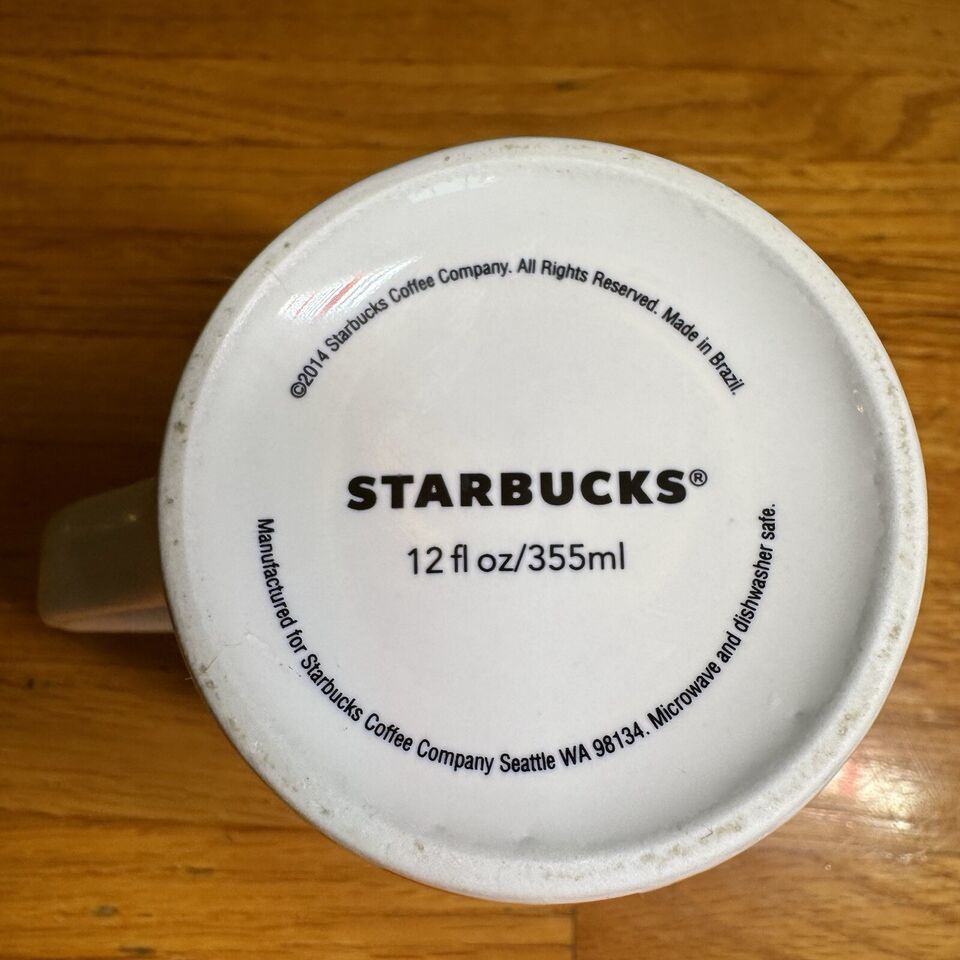 ©2014 Starbucks Coffee Company. All Rights Reserved. Made in Brazil.
STARBUCKS®
12 fl oz/355ml
Manufactured for Starbucks Coffee Company Seattle WA 98134. Microwave and dishwasher safe.